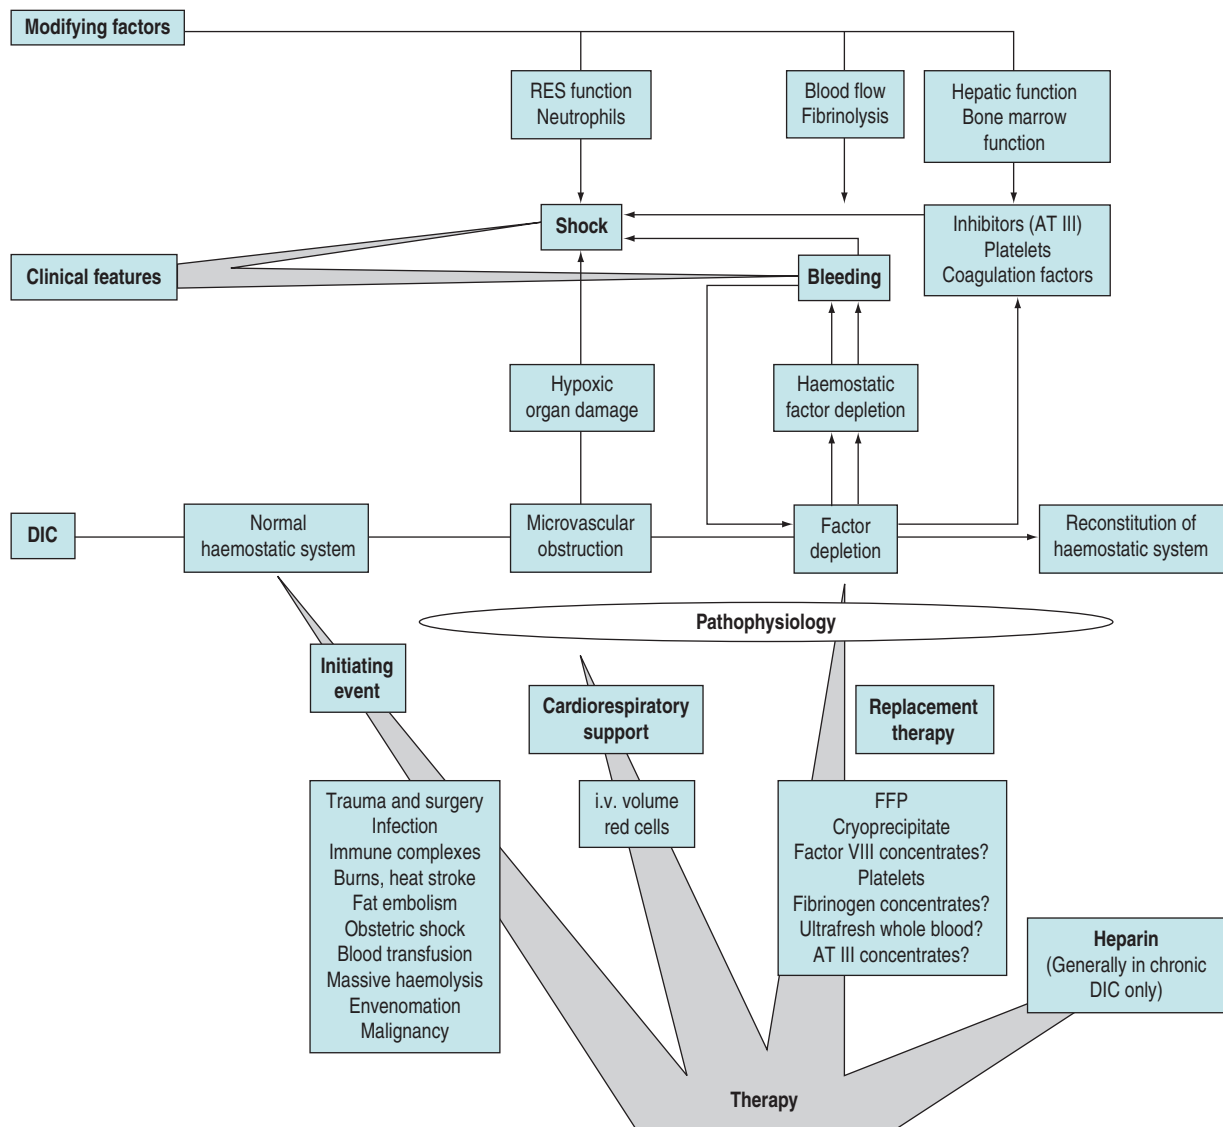 Modifying factors
RES function
Neutrophils
Blood flow
Fibrinolysis
Hepatic function
Bone marrow
function
Shock
Inhibitors (AT III)
Platelets
Coagulation factors
Clinical features
Bleeding
Hypoxic
organ damage
Haemostatic
factor depletion
DIC
Normal
haemostatic system
Microvascular
obstruction
Factor
depletion
Reconstitution of
haemostatic system
Pathophysiology
Initiating
event
Cardiorespiratory
support
Replacement
therapy
Trauma and surgery
Infection
Immune complexes
Burns, heat stroke
Fat embolism
Obstetric shock
Blood transfusion
Massive haemolysis
Envenomation
Malignancy
i.v. volume
red cells
FFP
Cryoprecipitate
Factor VIII concentrates?
Platelets
Fibrinogen concentrates?
Ultrafresh whole blood?
AT III concentrates?
Heparin
(Generally in chronic
DIC only)
Therapy